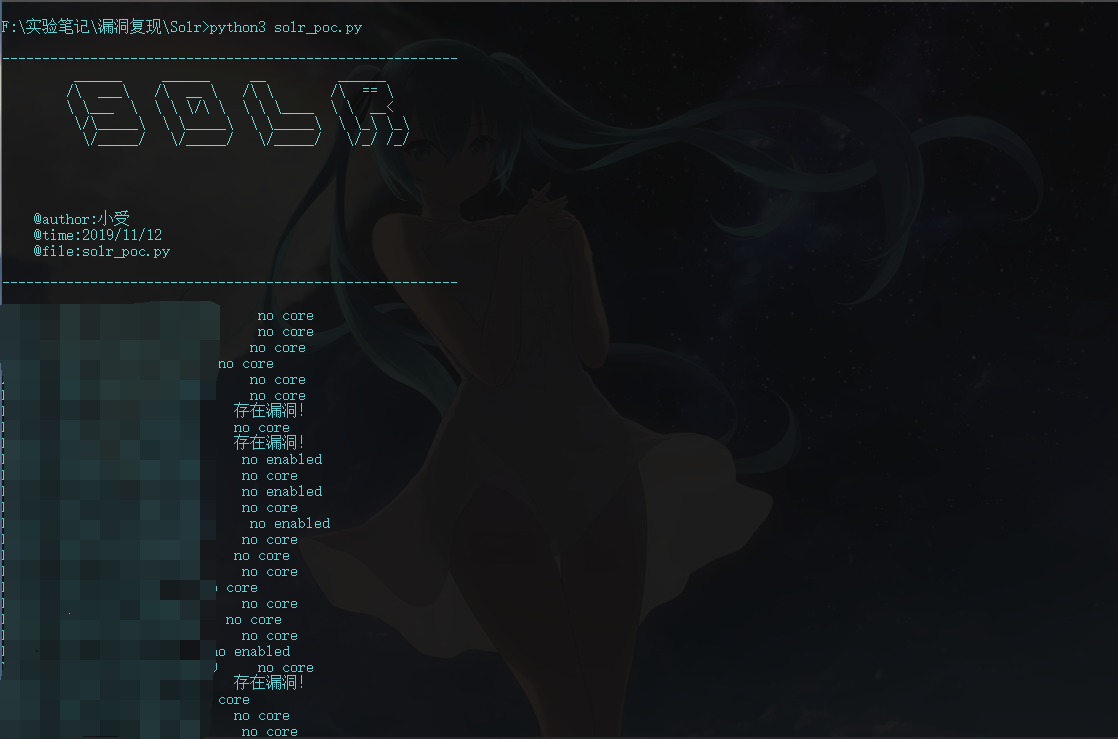 F:\实验笔记\漏洞复现\Solr>python3 solr_poc.py
---------------------------------------------------------
SOLR
@author:小受
@time:2019/11/12
@file:solr_poc.py
---------------------------------------------------------
no core
no core
no core
no core
no core
no core
存在漏洞!
no core
存在漏洞!
no enabled
no core
no enabled
no core
no enabled
no core
no core
no core
core
no core
no core
no core
no enabled
no core
存在漏洞!
core
no core
no core